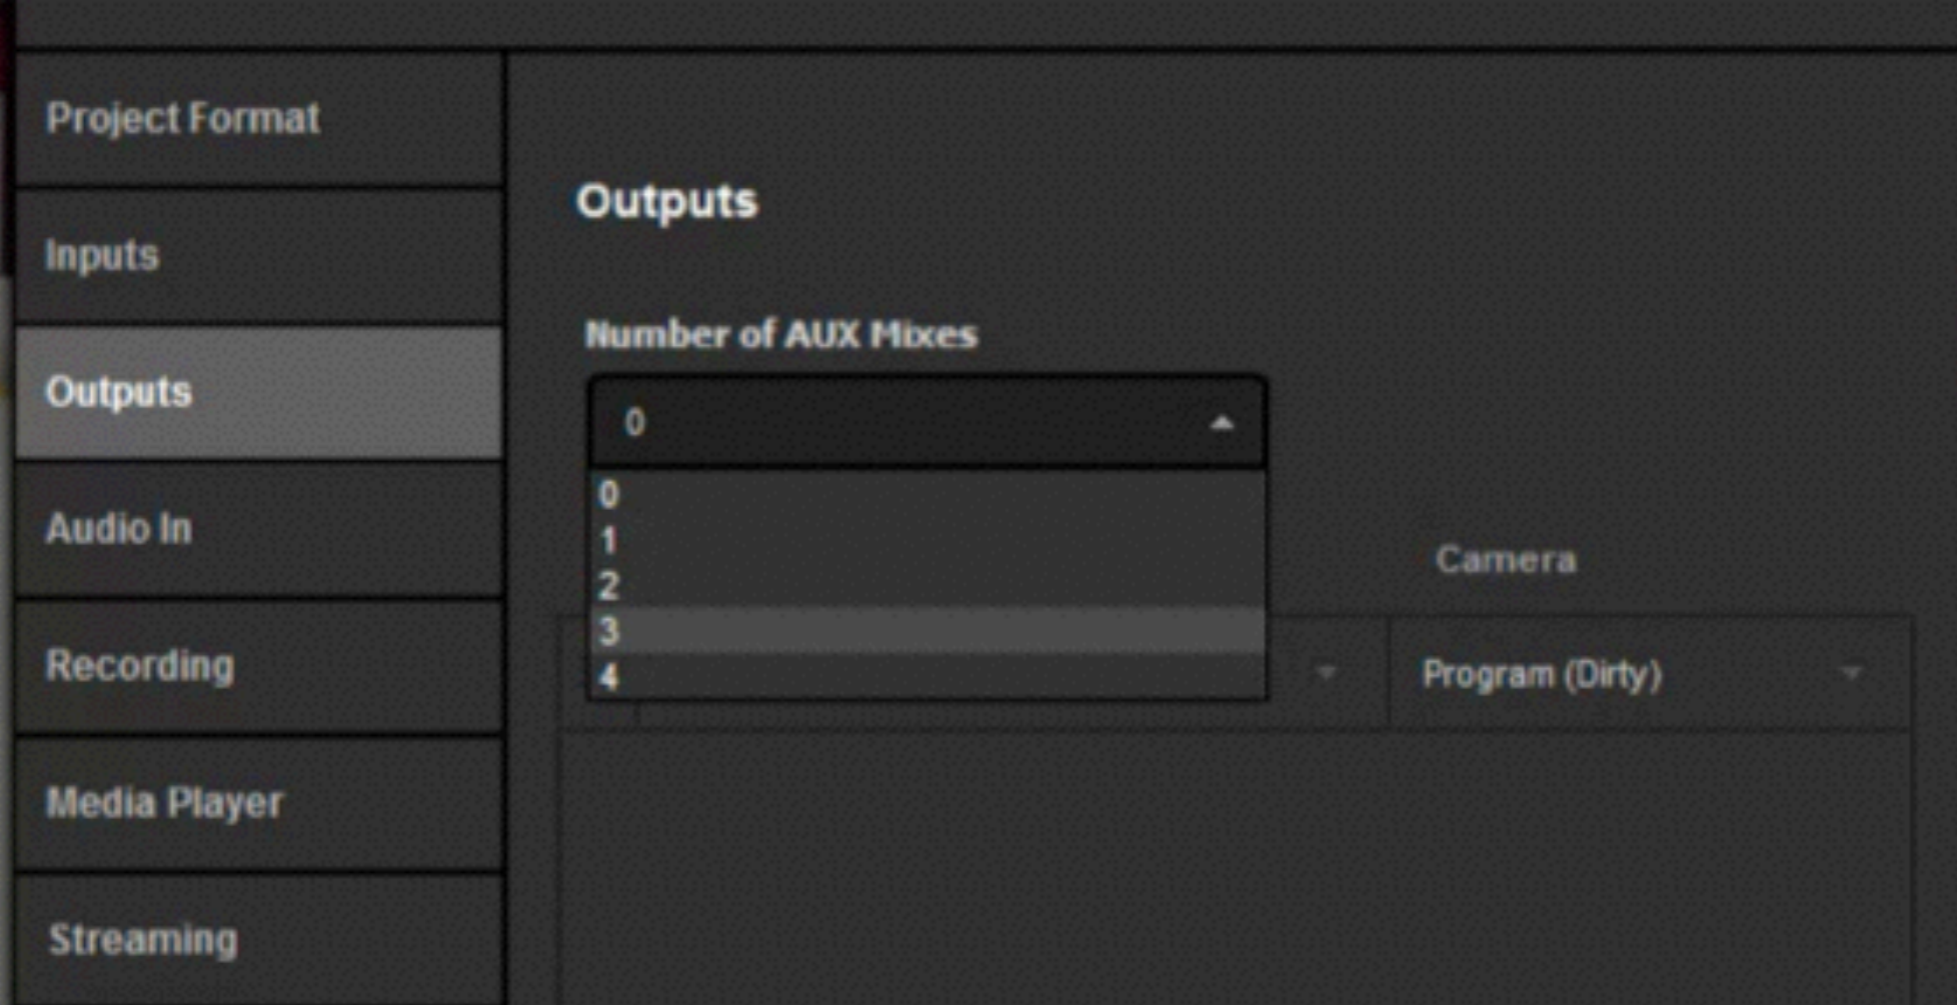 Project Format
Inputs
Outputs
Audio In
Recording
Media Player
Streaming
Outputs
Number of AUX Mixes
0
0
1
2
3
4
Camera
Program (Dirty)